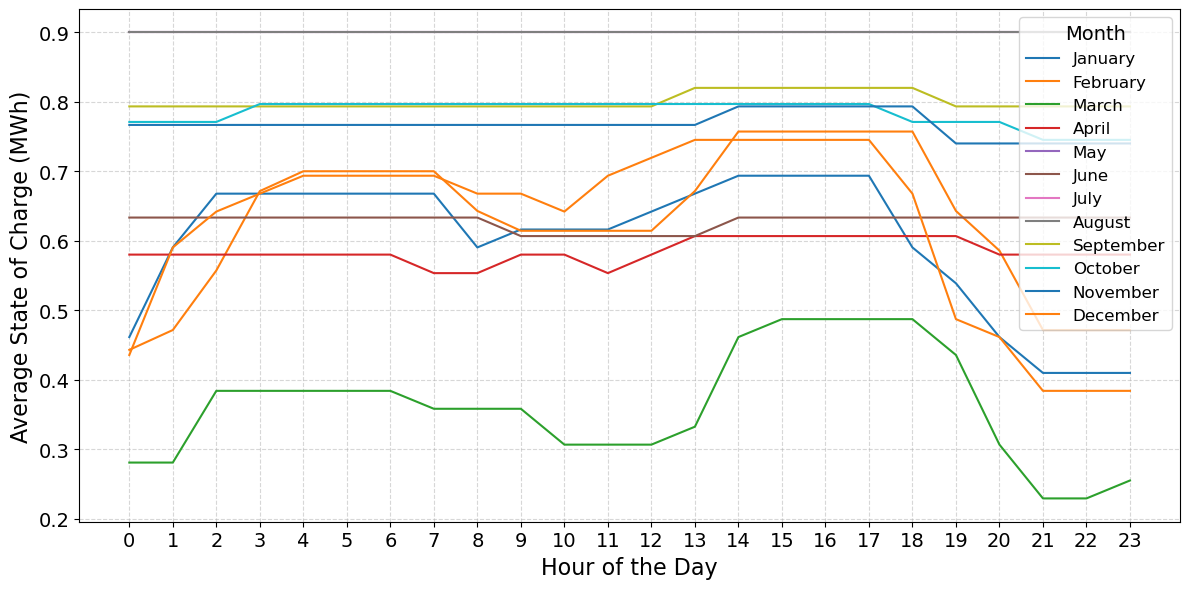 Average State of Charge (MWh)
0.9
0.8
0.7
0.6
0.5
0.4
0.3
0.2
0 1 2 3 4 5 6 7 8 9 10 11 12 13 14 15 16 17 18 19 20 21 22 23
Hour of the Day
Month
January
February
March
April
May
June
July
August
September
October
November
December